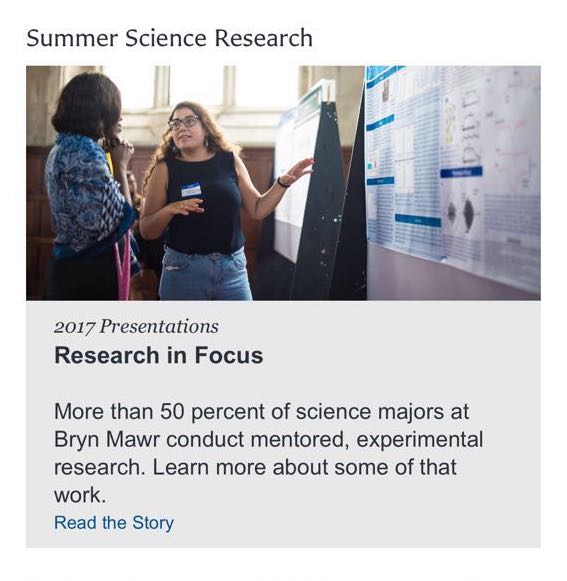 Summer Science Research
2017 Presentations
Research in Focus
More than 50 percent of science majors at
Bryn Mawr conduct mentored, experimental
research. Learn more about some of that
work.
Read the Story